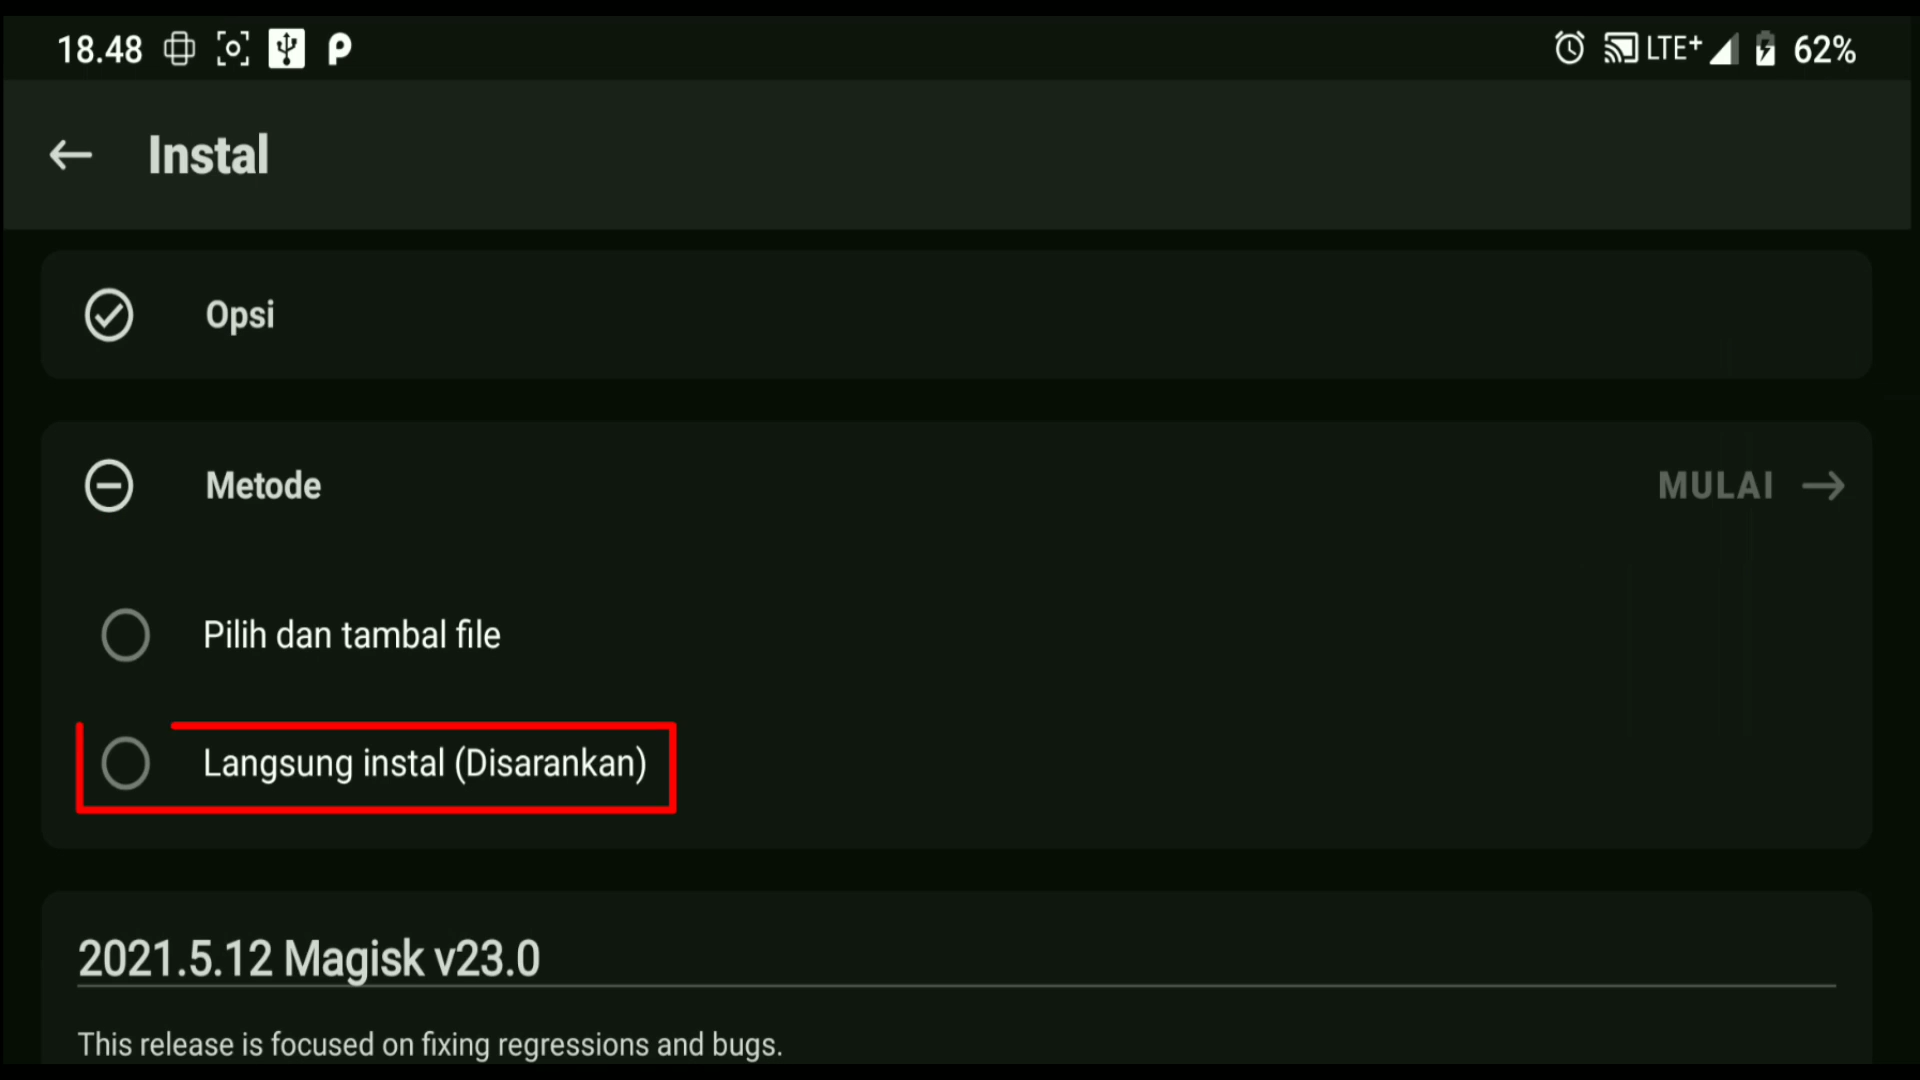 18.48 LTE+ 62%
Instal
Opsi
Metode MULAI
Pilih dan tambal file
Langsung instal (Disarankan)
2021.5.12 Magisk v23.0
This release is focused on fixing regressions and bugs.